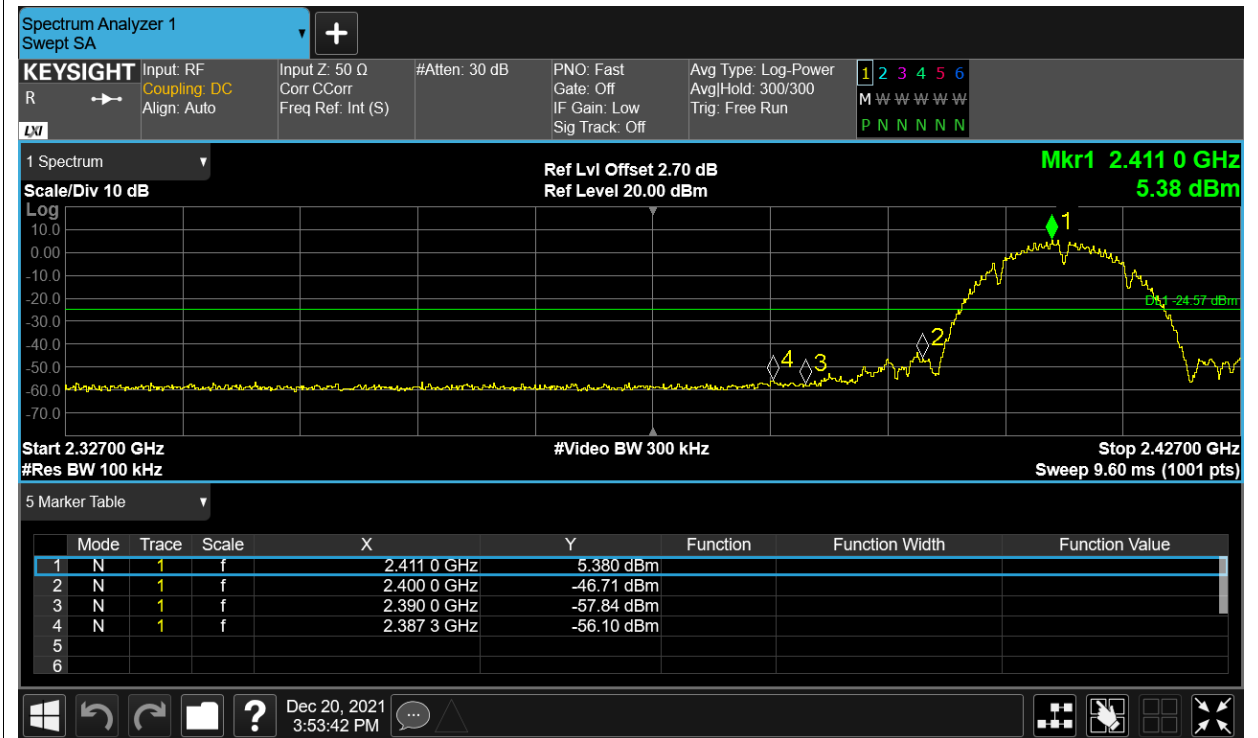 Spectrum Analyzer 1
Swept SA
+
KEYSIGHT
R
LXI
Input: RF
Coupling: DC
Align: Auto
Input Z: 50 Ω
Corr CCorr
Freq Ref: Int (S)
#Atten: 30 dB
PNO: Fast
Gate: Off
IF Gain: Low
Sig Track: Off
Avg Type: Log-Power
Avg|Hold: 300/300
Trig: Free Run
1 2 3 4 5 6
M W W W W W
P N N N N N
1 Spectrum
Scale/Div 10 dB
Ref Lvl Offset 2.70 dB
Ref Level 20.00 dBm
Mkr1 2.411 0 GHz
5.38 dBm
Log
10.0
0.00
-10.0
-20.0
-30.0
-40.0
-50.0
-60.0
-70.0
1
DL1 -24.57 dBm
2
4
3
Start 2.32700 GHz
#Res BW 100 kHz
#Video BW 300 kHz
Stop 2.42700 GHz
Sweep 9.60 ms (1001 pts)
5 Marker Table
Mode Trace Scale X Y Function Function Width Function Value
1 N 1 f 2.411 0 GHz 5.380 dBm
2 N 1 f 2.400 0 GHz -46.71 dBm
3 N 1 f 2.390 0 GHz -57.84 dBm
4 N 1 f 2.387 3 GHz -56.10 dBm
5
6
?
Dec 20, 2021
3:53:42 PM